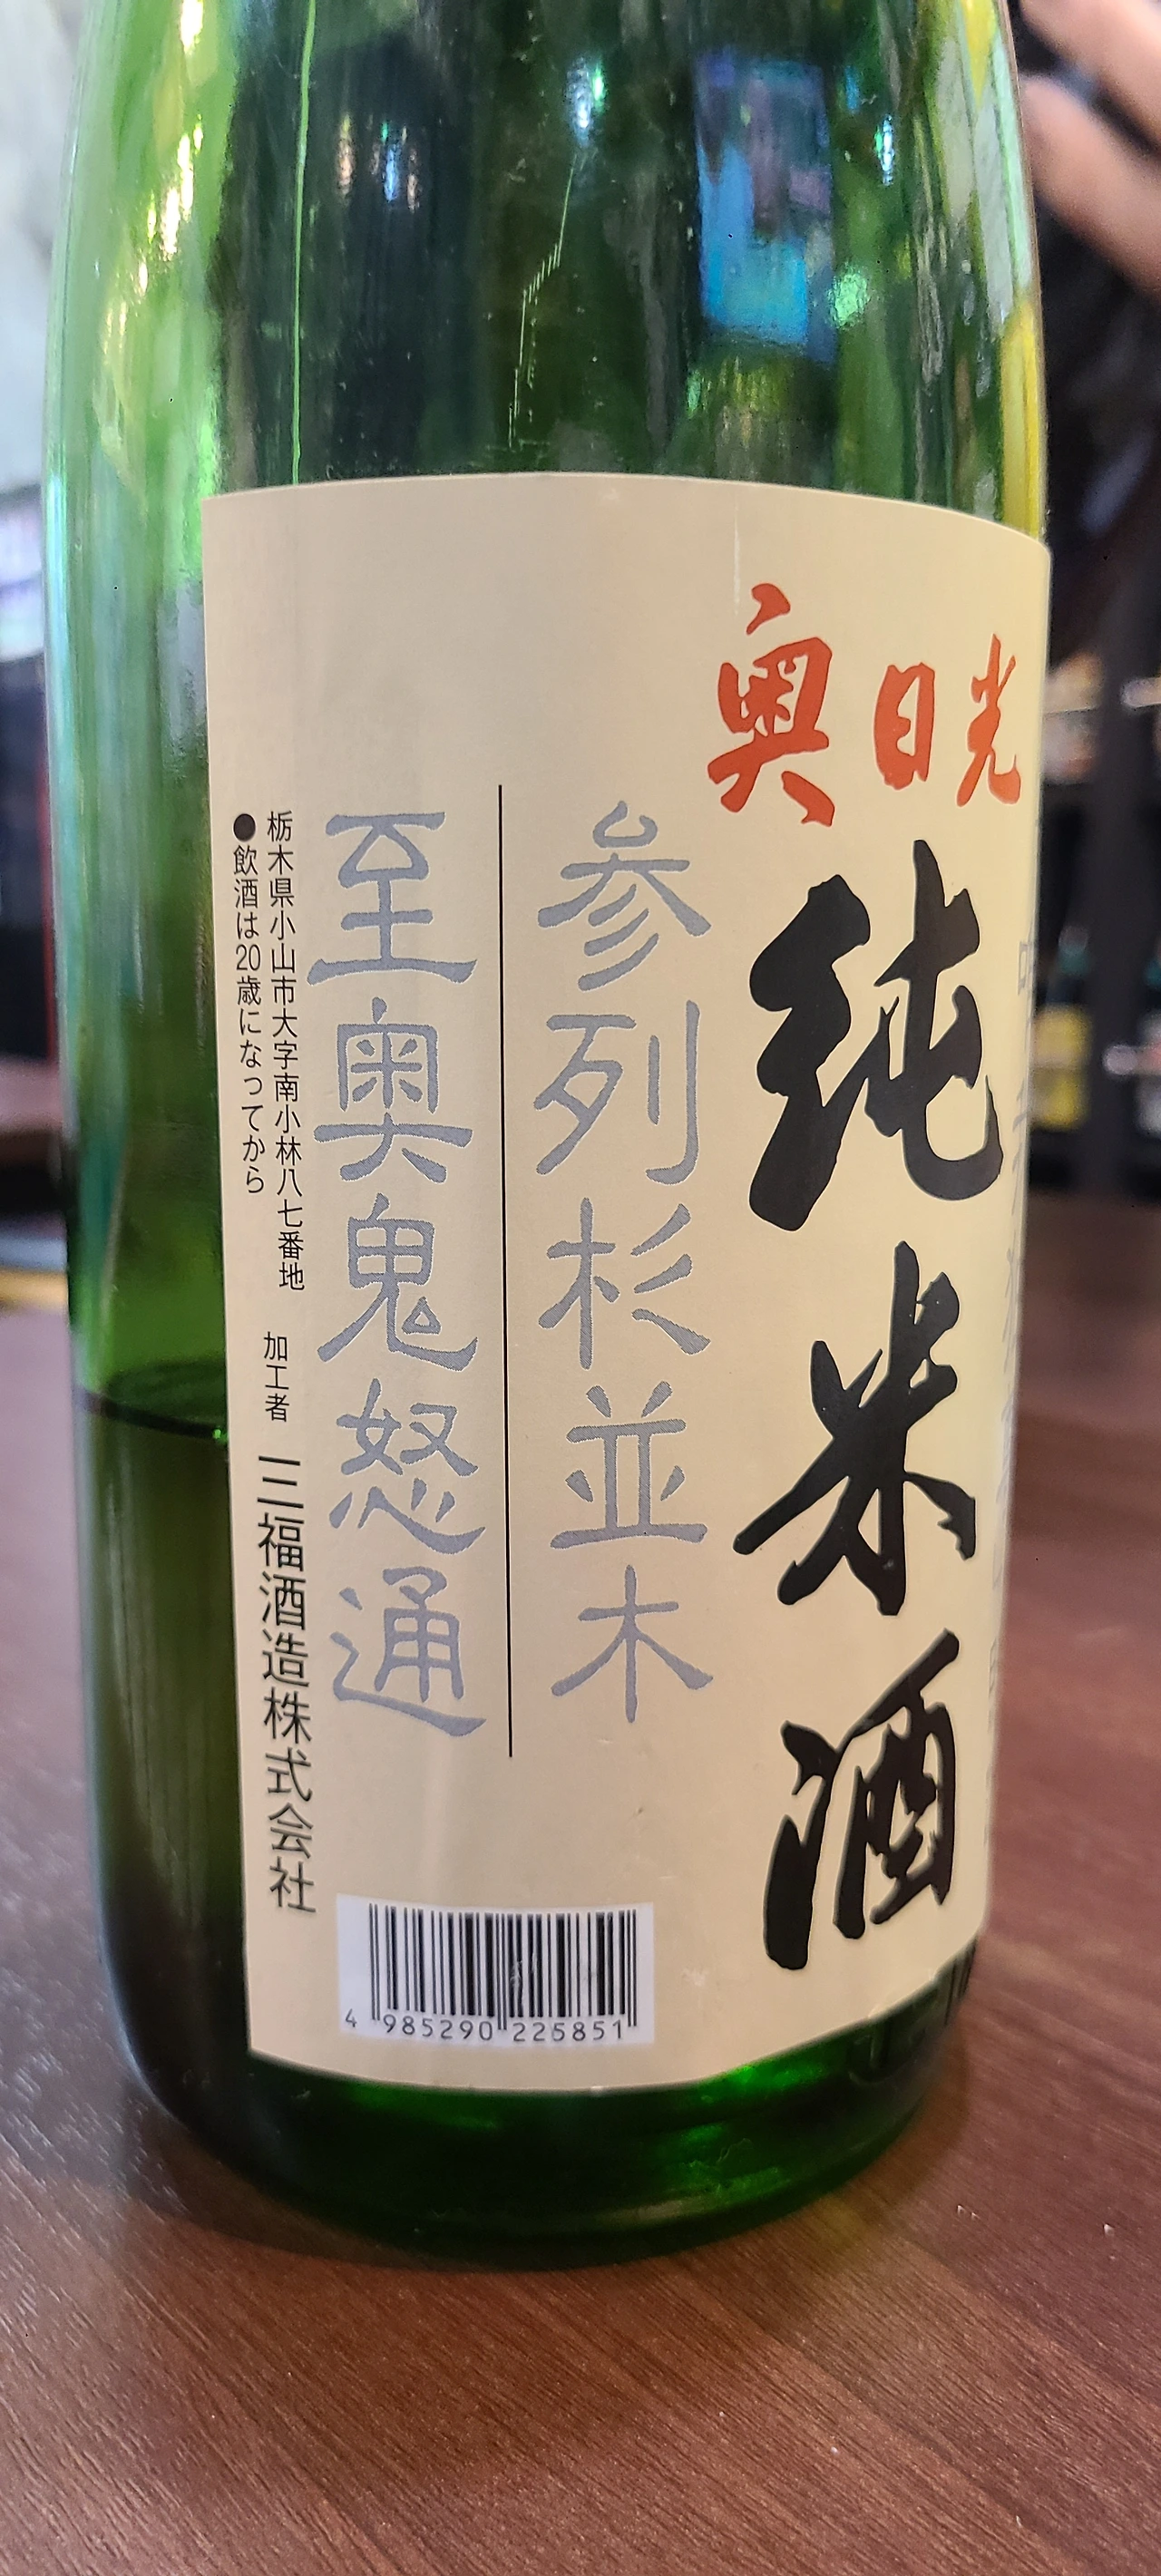 奥日光
純米酒
参列杉並木
至奥鬼怒通
栃木県小山市大字南小林八七番地　加工者　三福酒造株式会社
●飲酒は20歳になってから
4 985290 225851